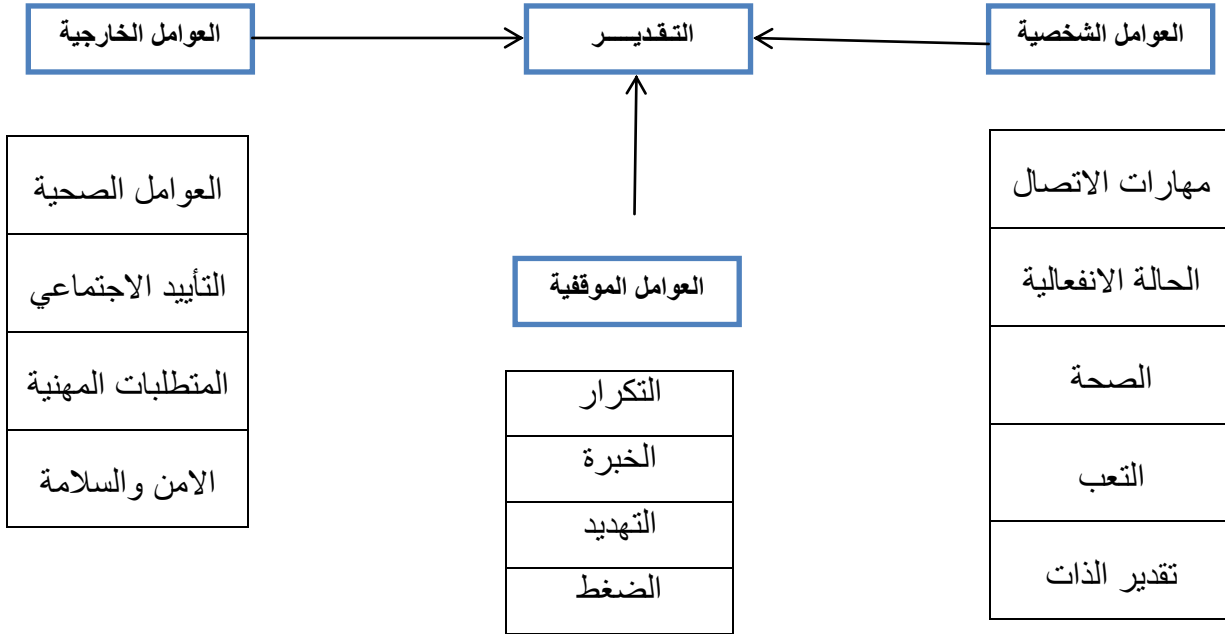 العوامل الشخصية
التـقـديـــــر
العوامل الخارجية
مهارات الاتصال
الحالة الانفعالية
الصحة
التعب
تقدير الذات
العوامل الموقفية
التكرار
الخبرة
التهديد
الضغط
العوامل الصحية
التأييد الاجتماعي
المتطلبات المهنية
الامن والسلامة